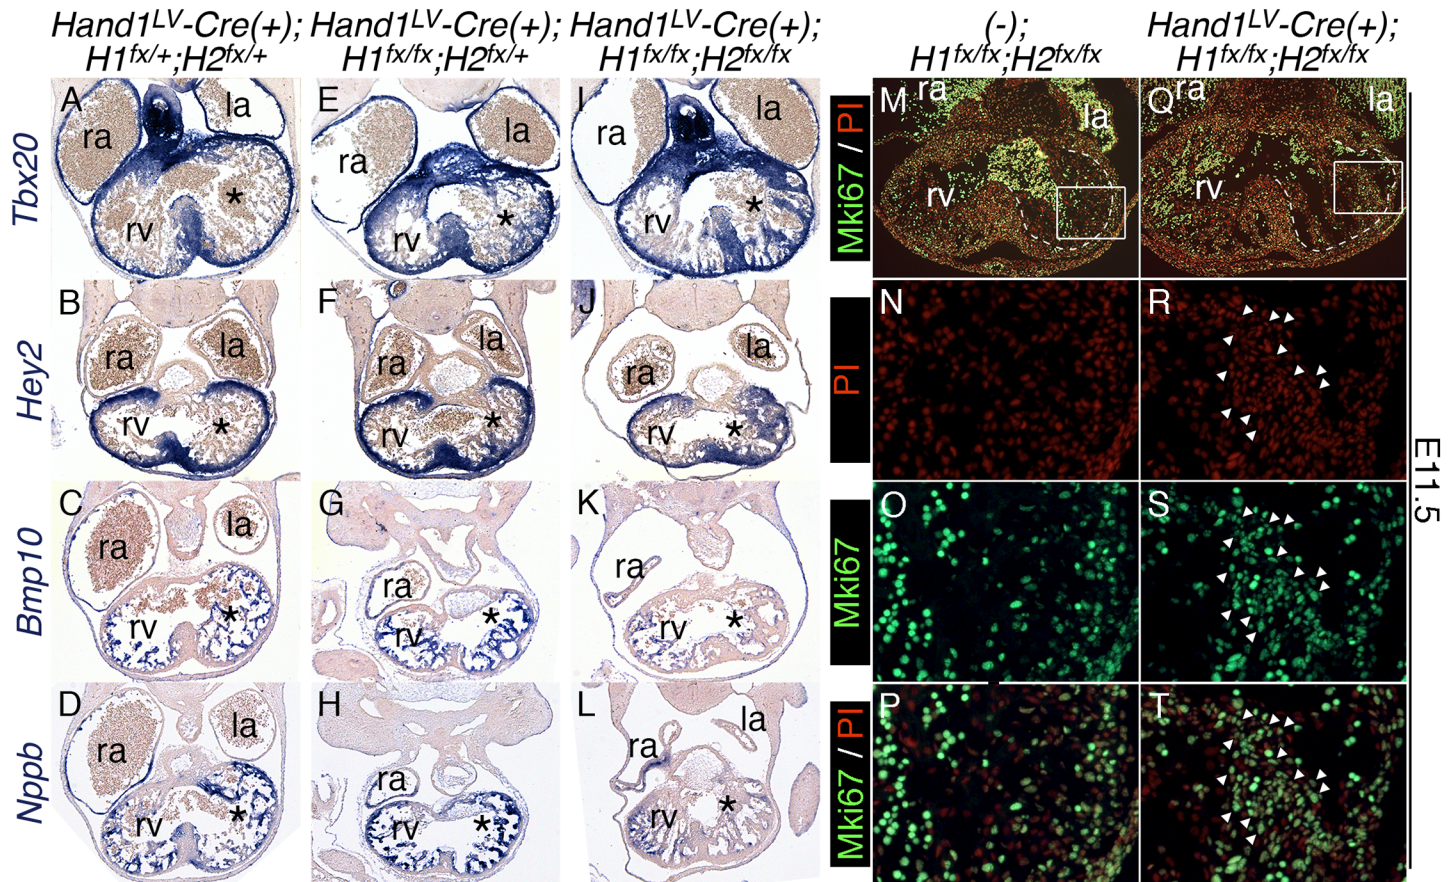 Hand1LV-Cre(+); Hand1LV-Cre(+); Hand1LV-Cre(+); (-); Hand1LV-Cre(+);
H1fx/+;H2fx/+ H1fx/fx;H2fx/+ H1fx/fx;H2fx/fx H1fx/fx;H2fx/fx H1fx/fx;H2fx/fx
Tbx20
A ra la rv *
E ra la rv *
I ra la rv *
Mki67 / PI
M ra la rv
Q ra la rv
Hey2
B ra la rv *
F ra la rv *
J ra la rv *
PI
N
R
Bmp10
C ra la rv *
G ra rv *
K ra rv *
Mki67
O
S
Nppb
D ra la rv *
H ra rv *
L ra la rv *
Mki67 / PI
P
T
E11.5